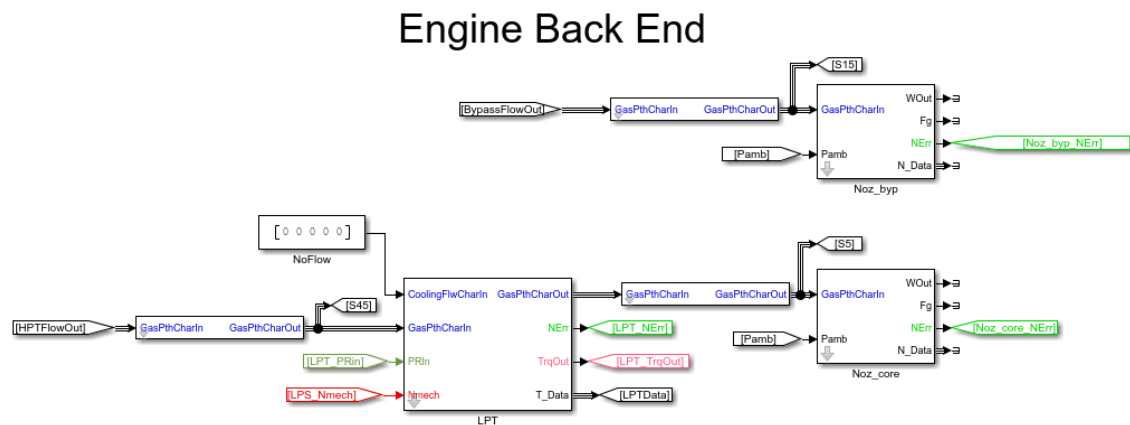 Engine Back End
[S15]
[BypassFlowOut]
GasPthCharIn GasPthCharOut
GasPthCharIn
WOut
Fg
NErr
[Noz_byp_NErr]
[Pamb]
Pamb
N_Data
Noz_byp
[0 0 0 0 0]
NoFlow
[S5]
CoolingFlwCharIn GasPthCharOut
GasPthCharIn GasPthCharOut
GasPthCharIn
WOut
Fg
[S45]
[HPTFlowOut]
GasPthCharIn GasPthCharOut
GasPthCharIn
NErr
[LPT_NErr]
NErr
[Noz_core_NErr]
[Pamb]
Pamb
N_Data
Noz_core
[LPT_PRin]
PRIn
TrqOut
[LPT_TrqOut]
[LPS_Nmech]
Nmech
T_Data
[LPTData]
LPT